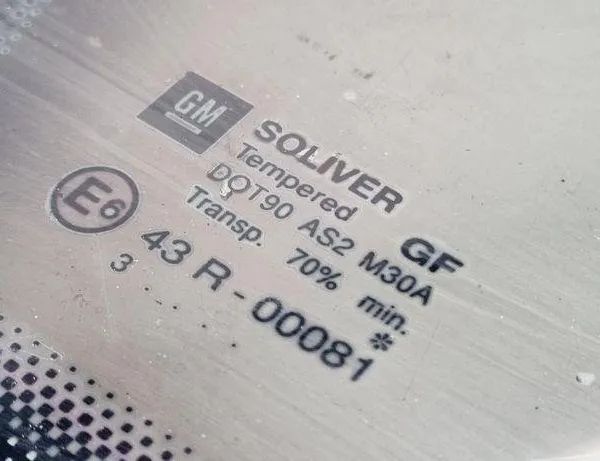 GM
SOLIVER GF
Tempered
DOT90 AS2 M30A
Transp. 70% min.
E6
43 R - 00081 *
3